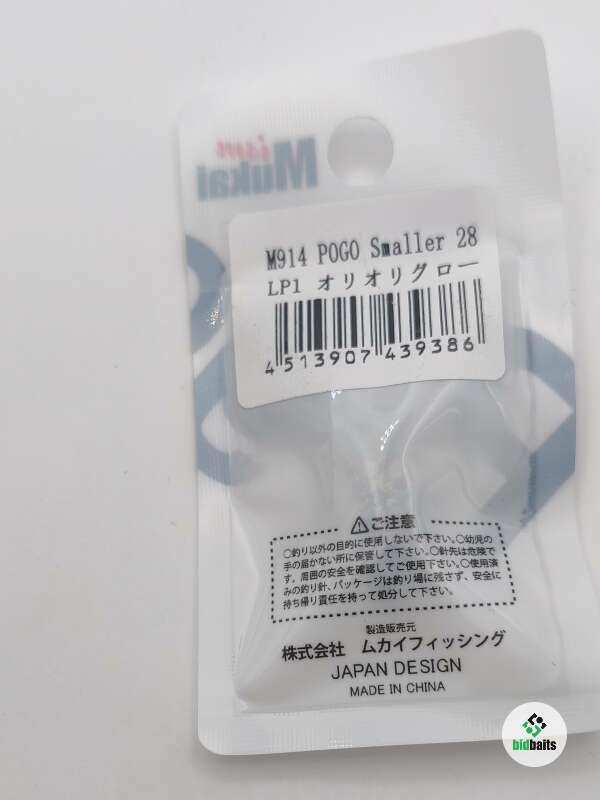 ism
Mukai
M914 POGO Smaller 28
LP1 オリオリグロー
4 513907 439386
⚠ご注意
○釣り以外の目的に使用しないで下さい。○幼児の
手の届かない所に保管して下さい。○針先は危険で
す。周囲の安全を確認してご使用下さい。○使用済
みの釣り針、パッケージは釣り場に残さず、安全に
持ち帰り責任を持って処分して下さい。
製造販売元
株式会社 ムカイフィッシング
JAPAN DESIGN
MADE IN CHINA
bidbaits